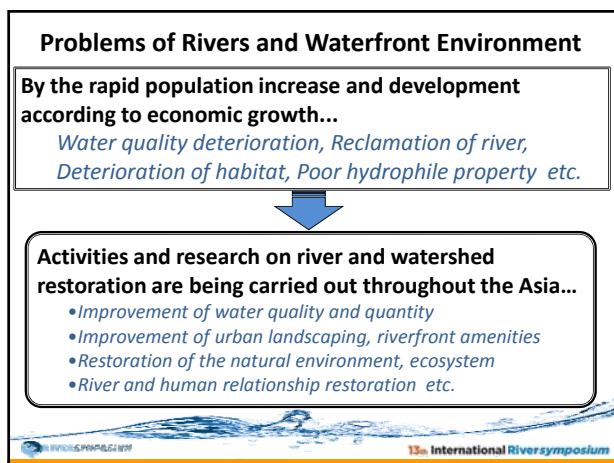 Problems of Rivers and Waterfront Environment
By the rapid population increase and development
according to economic growth...
Water quality deterioration, Reclamation of river,
Deterioration of habitat, Poor hydrophile property etc.
Activities and research on river and watershed
restoration are being carried out throughout the Asia…
•Improvement of water quality and quantity
•Improvement of urban landscaping, riverfront amenities
•Restoration of the natural environment, ecosystem
•River and human relationship restoration etc.
13th International Riversymposium